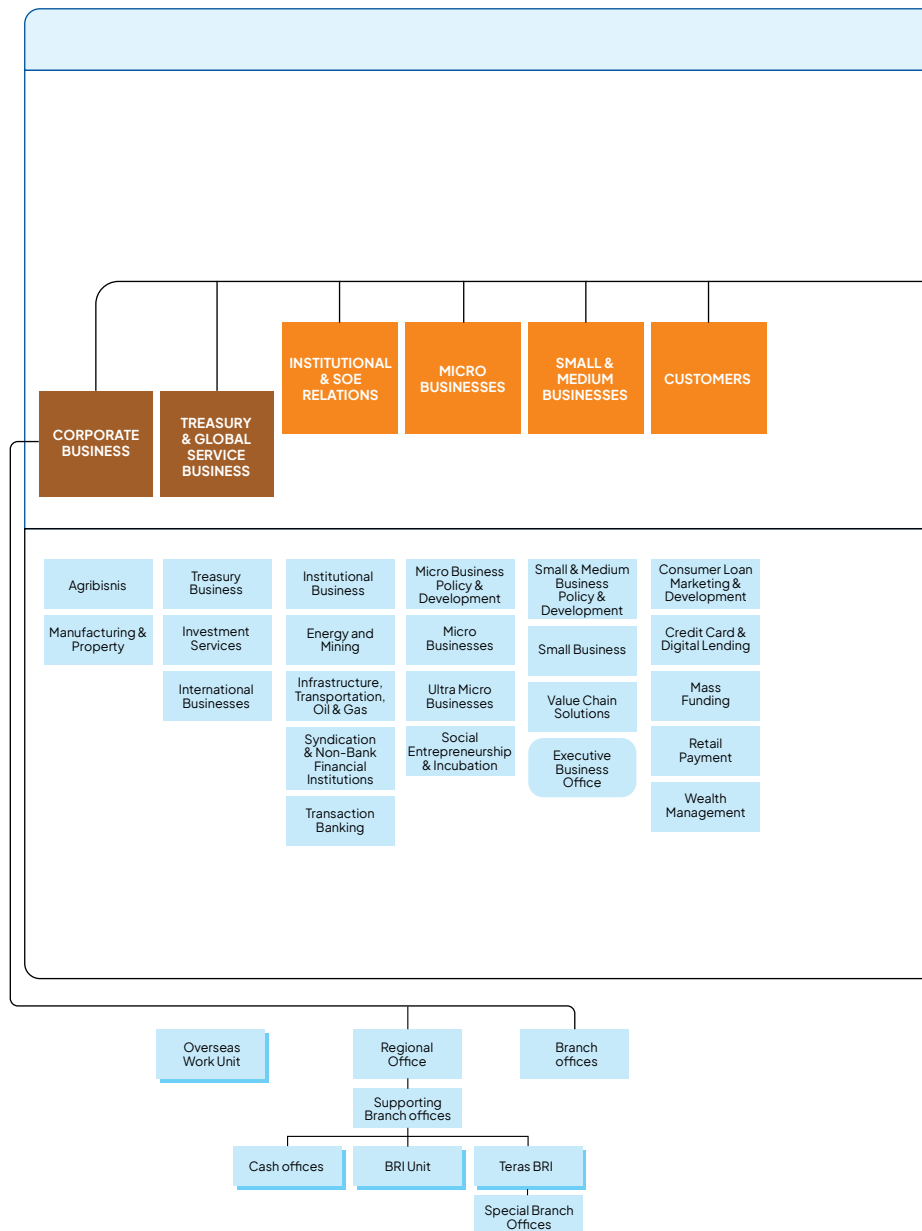 INSTITUTIONAL
& SOE
RELATIONS
MICRO
BUSINESSES
SMALL &
MEDIUM
BUSINESSES
CUSTOMERS
CORPORATE
BUSINESS
TREASURY
& GLOBAL
SERVICE
BUSINESS
Agribisnis
Manufacturing &
Property
Treasury
Business
Investment
Services
International
Businesses
Institutional
Business
Energy and
Mining
Infrastructure,
Transportation,
Oil & Gas
Syndication
& Non-Bank
Financial
Institutions
Transaction
Banking
Micro Business
Policy &
Development
Micro
Businesses
Ultra Micro
Businesses
Social
Entrepreneurship
& Incubation
Small & Medium
Business
Policy &
Development
Small Business
Value Chain
Solutions
Executive
Business
Office
Consumer Loan
Marketing &
Development
Credit Card &
Digital Lending
Mass
Funding
Retail
Payment
Wealth
Management
Overseas
Work Unit
Regional
Office
Branch
offices
Supporting
Branch offices
Cash offices
BRI Unit
Teras BRI
Special Branch
Offices